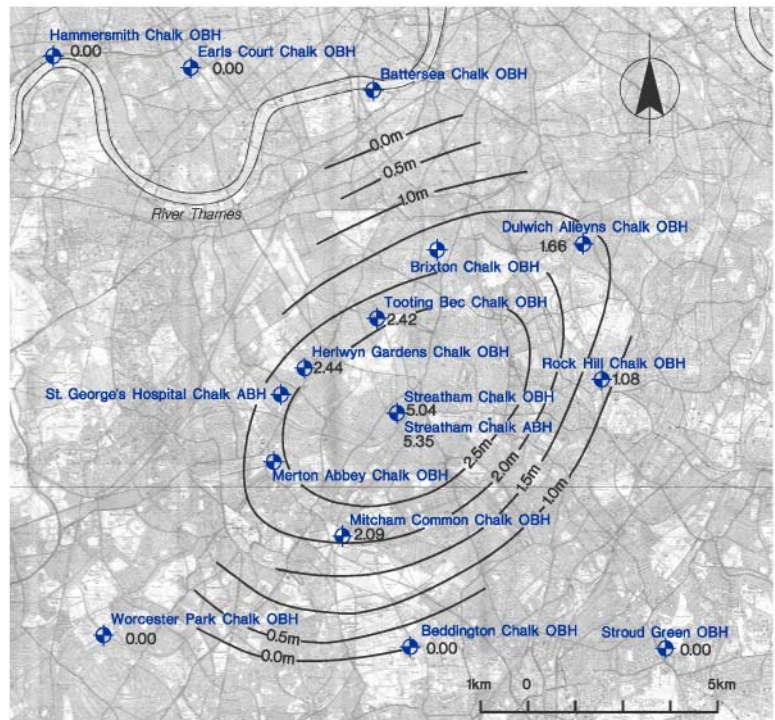 Hammersmith Chalk OBH
0.00
Earls Court Chalk OBH
0.00
Battersea Chalk OBH
River Thames
0.0m
0.5m
1.0m
Dulwich Alleyns Chalk OBH
1.66
Brixton Chalk OBH
Tooting Bec Chalk OBH
2.42
Herlwyn Gardens Chalk OBH
2.44
Rock Hill Chalk OBH
1.08
St. George's Hospital Chalk ABH
Streatham Chalk OBH
5.04
Streatham Chalk ABH
5.35
2.5m
2.0m
1.5m
1.0m
Merton Abbey Chalk OBH
Mitcham Common Chalk OBH
2.09
Worcester Park Chalk OBH
0.00
0.5m
0.0m
Beddington Chalk OBH
0.00
Stroud Green OBH
0.00
1km 0 5km